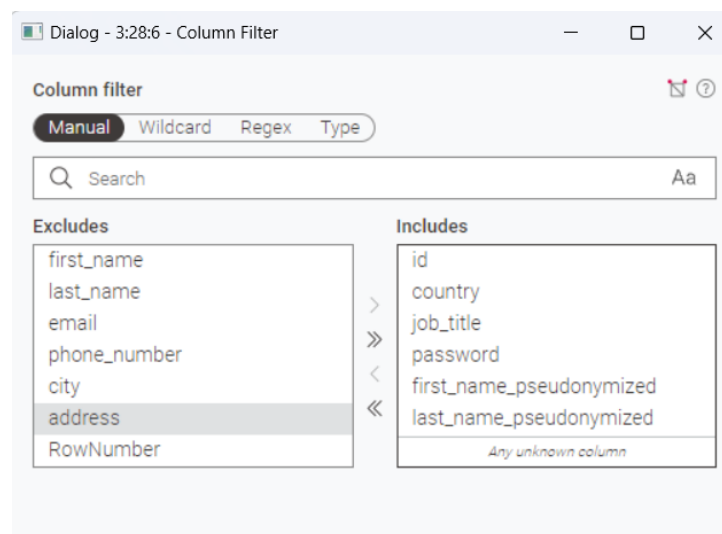 Dialog - 3:28:6 - Column Filter
Column filter
Manual Wildcard Regex Type
Search Aa
Excludes
first_name
last_name
email
phone_number
city
address
RowNumber
Includes
id
country
job_title
password
first_name_pseudonymized
last_name_pseudonymized
Any unknown column